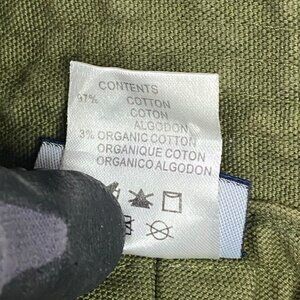 CONTENTS
97% COTTON
COTON
ALGODON
3% ORGANIC COTTON
ORGANIQUE COTON
ORGANICO ALGODON